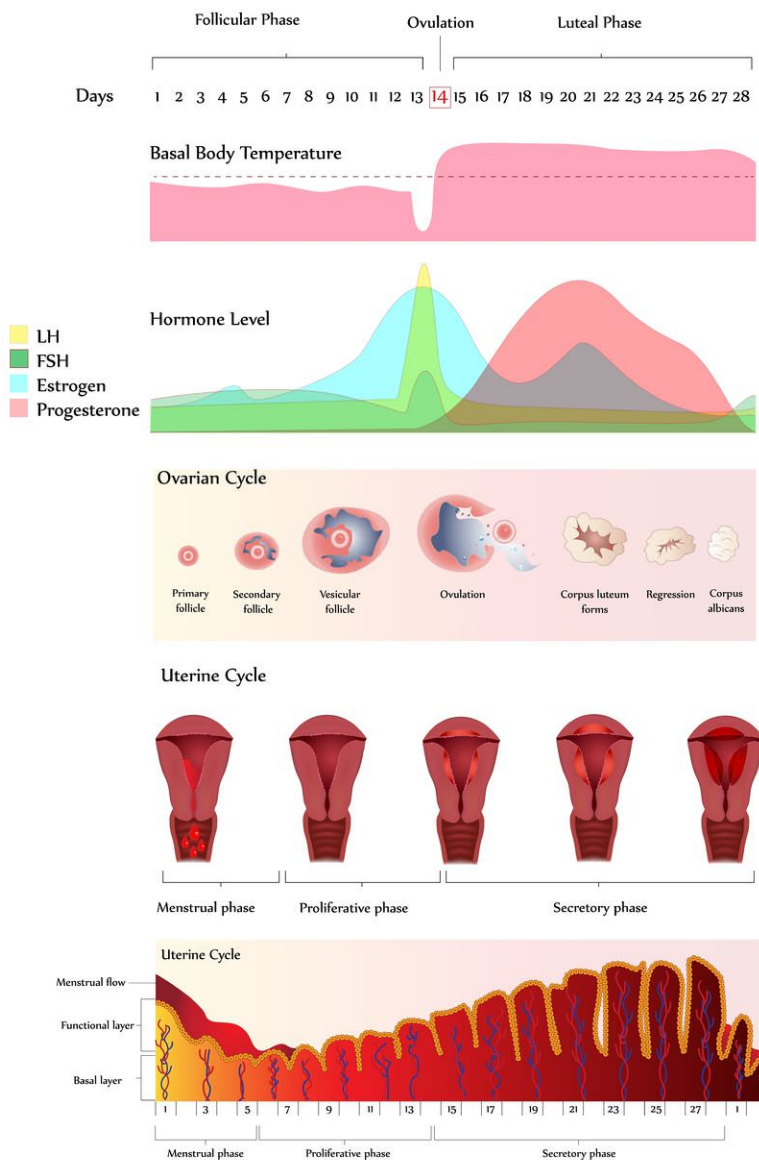 Follicular Phase Ovulation Luteal Phase
Days 1 2 3 4 5 6 7 8 9 10 11 12 13 14 15 16 17 18 19 20 21 22 23 24 25 26 27 28
Basal Body Temperature
Hormone Level
LH
FSH
Estrogen
Progesterone
Ovarian Cycle
Primary
follicle
Secondary
follicle
Vesicular
follicle
Ovulation
Corpus luteum
forms
Regression
Corpus
albicans
Uterine Cycle
Menstrual phase Proliferative phase Secretory phase
Uterine Cycle
Menstrual flow
Functional layer
Basal layer
1 3 5 7 9 11 13 15 17 19 21 23 25 27 1
Menstrual phase Proliferative phase Secretory phase